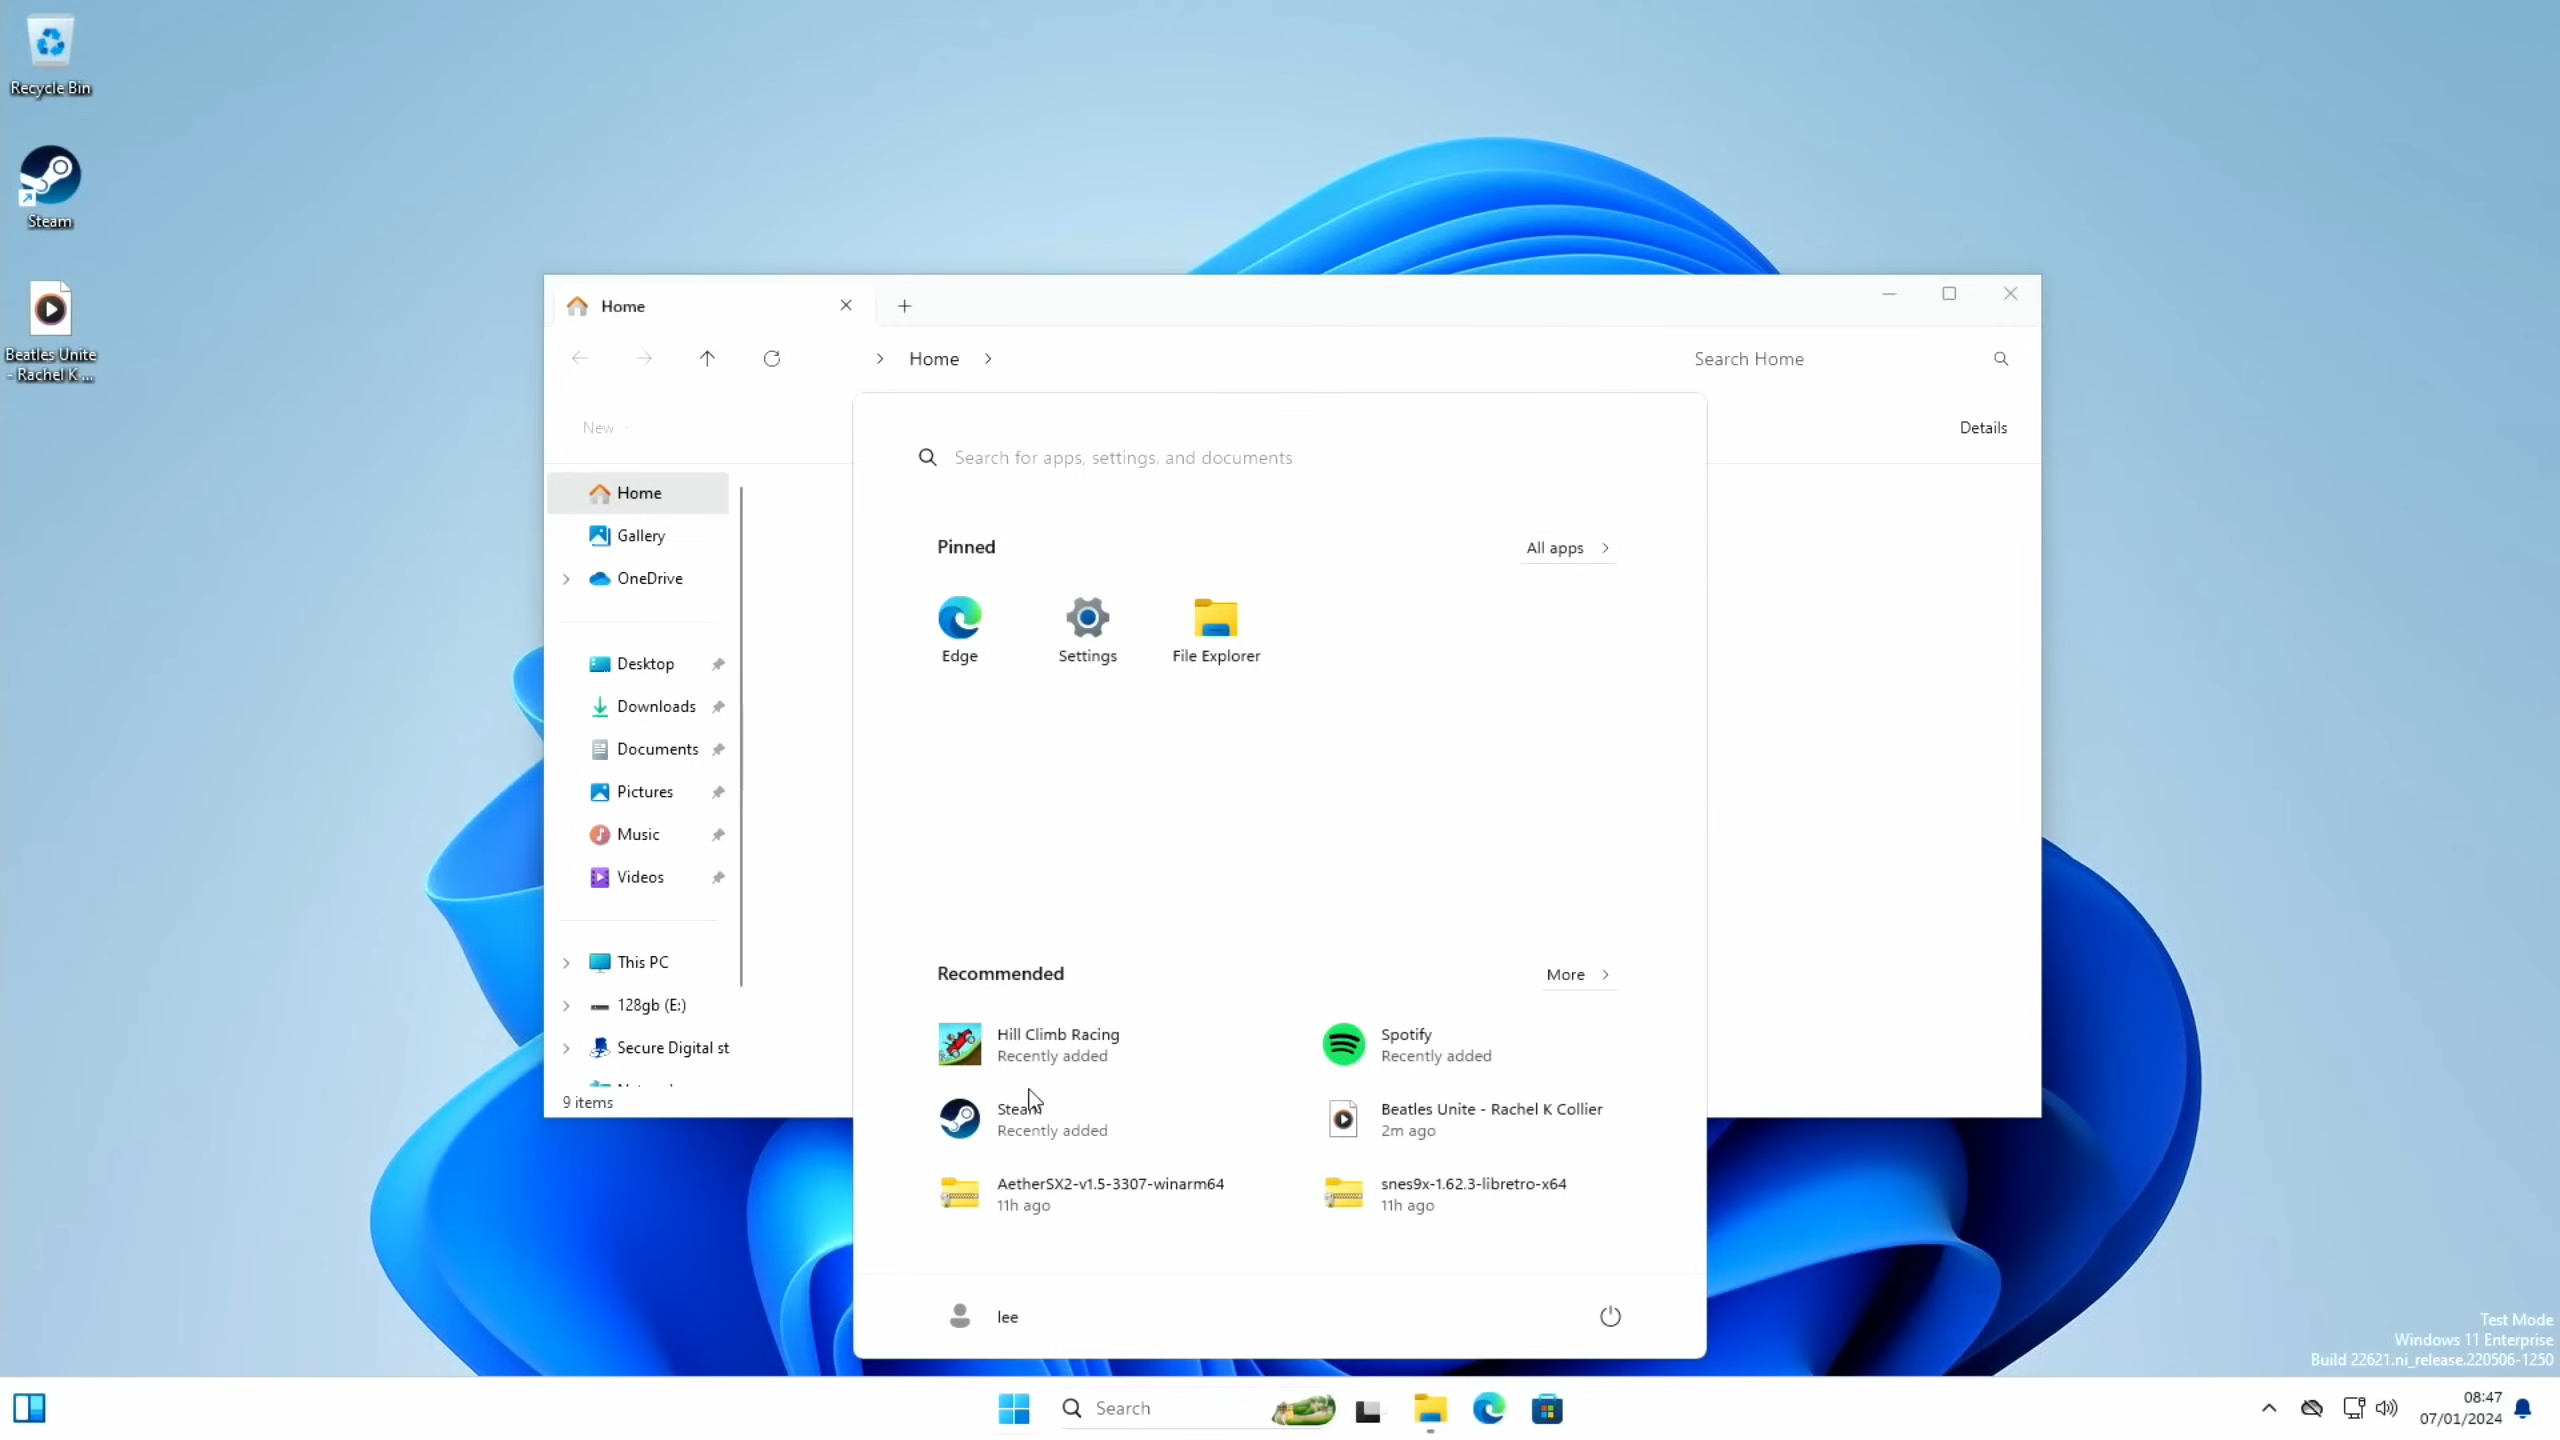 Recycle Bin
Steam
Beatles Unite
- Rachel K ...
Home
Home
Search Home
New
Details
Home
Gallery
OneDrive
Desktop
Downloads
Documents
Pictures
Music
Videos
This PC
128gb (E:)
Secure Digital st
9 items
Search for apps, settings, and documents
Pinned
All apps
Edge
Settings
File Explorer
Recommended
More
Hill Climb Racing
Recently added
Spotify
Recently added
Steam
Recently added
Beatles Unite - Rachel K Collier
2m ago
AetherSX2-v1.5-3307-winarm64
11h ago
snes9x-1.62.3-libretro-x64
11h ago
lee
Test Mode
Windows 11 Enterprise
Build 22621.ni_release.220506-1250
Search
08:47
07/01/2024